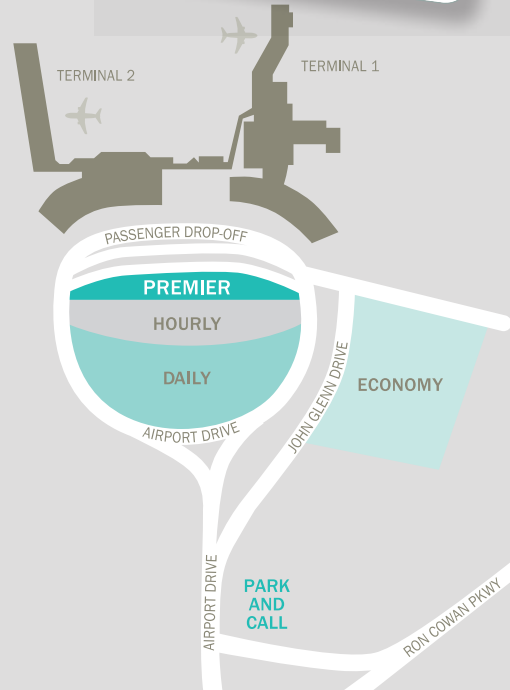 TERMINAL 2
TERMINAL 1
PASSENGER DROP-OFF
PREMIER
HOURLY
DAILY
ECONOMY
JOHN GLENN DRIVE
AIRPORT DRIVE
AIRPORT DRIVE
PARK
AND
CALL
RON COWAN PKWY